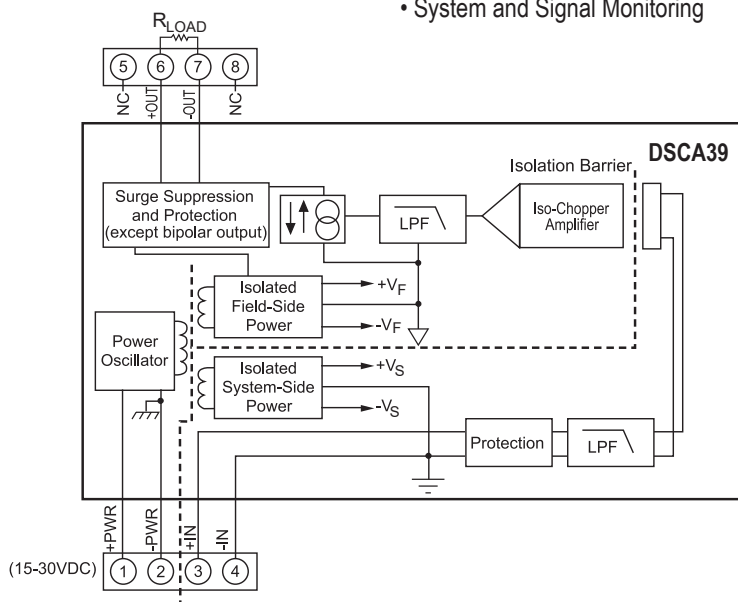 • System and Signal Monitoring
RLOAD
5 6 7 8
NC +OUT -OUT NC
DSCA39
Isolation Barrier
Surge Suppression
and Protection
(except bipolar output)
LPF
Iso-Chopper
Amplifier
Isolated
Field-Side
Power
+VF
-VF
Power
Oscillator
Isolated
System-Side
Power
+VS
-VS
Protection
LPF
+PWR -PWR +IN -IN
(15-30VDC) 1 2 3 4